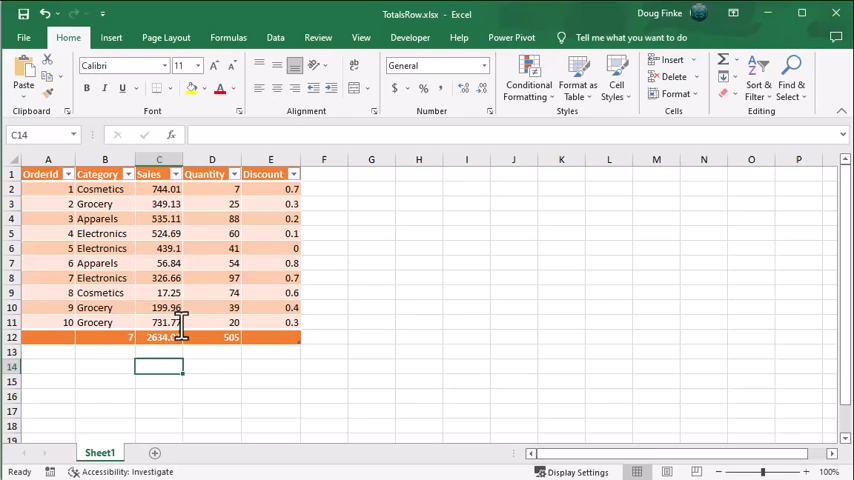 TotalsRow.xlsx - Excel
Doug Finke
File Home Insert Page Layout Formulas Data Review View Developer Help Power Pivot Tell me what you want to do
Paste
Clipboard
Calibri 11
B I U
Font
Alignment
General
$ % 9
Number
Conditional Formatting
Format as Table
Cell Styles
Styles
Insert
Delete
Format
Cells
Sort & Filter
Find & Select
Editing
C14 fx
A B C D E F G H I J K L M N O P
1 OrderId Category Sales Quantity Discount
2 1 Cosmetics 744.01 7 0.7
3 2 Grocery 349.13 25 0.3
4 3 Apparels 535.11 88 0.2
5 4 Electronics 524.69 60 0.1
6 5 Electronics 439.1 41 0
7 6 Apparels 56.84 54 0.8
8 7 Electronics 326.66 97 0.7
9 8 Cosmetics 17.25 74 0.6
10 9 Grocery 199.96 39 0.4
11 10 Grocery 731.77 20 0.3
12 7 505
13
14
15
16
17
18
19
Sheet1
Ready Accessibility: Investigate Display Settings 100%